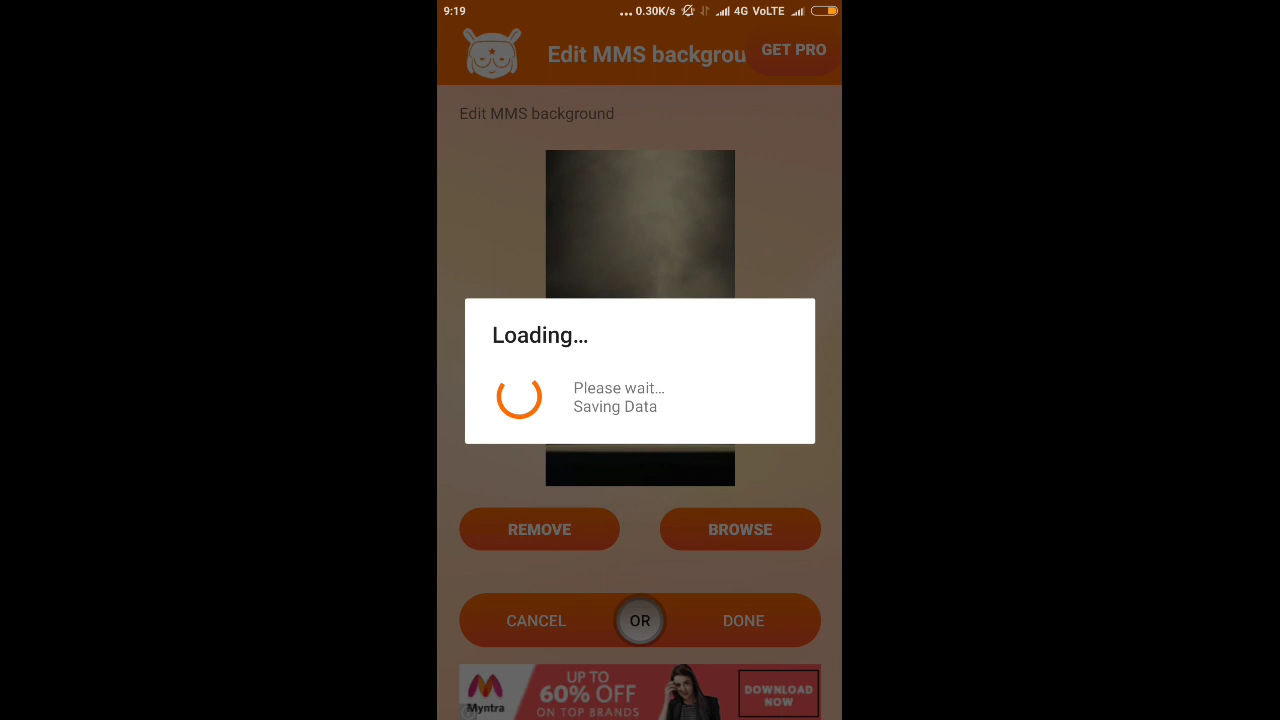 9:19
... 0.30K/s 4G VoLTE
Edit MMS backgrou
GET PRO
Edit MMS background
Loading...
Please wait...
Saving Data
REMOVE
BROWSE
CANCEL
OR
DONE
Myntra
UP TO
60% OFF
ON TOP BRANDS
DOWNLOAD
NOW